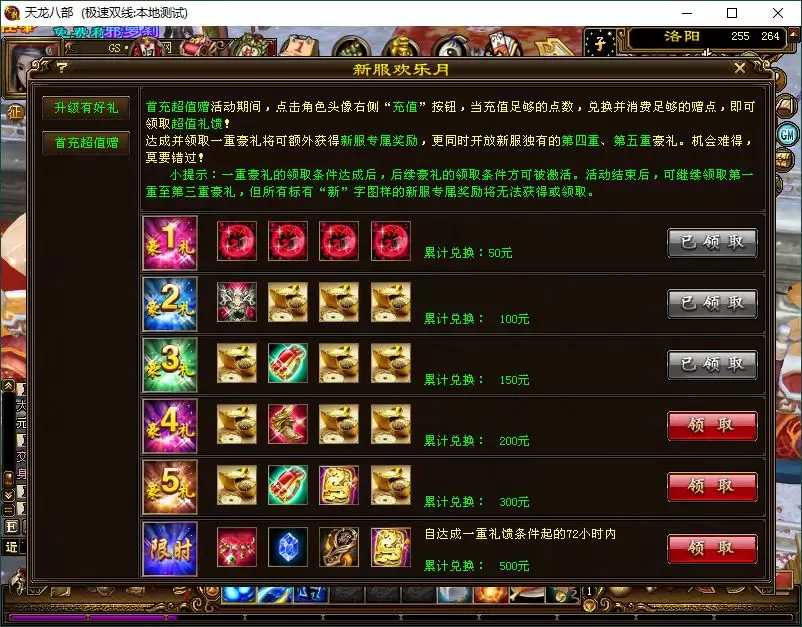 天龙八部 (极速双线:本地测试)
GS
洛阳 255 264
?
新服欢乐月
升级有好礼
首充超值赠
首充超值赠活动期间，点击角色头像右侧“充值”按钮，当充值足够的点数，兑换并消费足够的赠点，即可
领取超值礼馈！
达成并领取一重豪礼将可额外获得新服专属奖励，更同时开放新服独有的第四重、第五重豪礼。机会难得，
莫要错过！
小提示：一重豪礼的领取条件达成后，后续豪礼的领取条件方可被激活。活动结束后，可继续领取第一
重至第三重豪礼，但所有标有“新”字图样的新服专属奖励将无法获得或领取。
豪1礼
累计兑换：50元
已领取
豪2礼
累计兑换： 100元
已领取
豪3礼
累计兑换： 150元
已领取
豪4礼
累计兑换： 200元
领取
豪5礼
累计兑换： 300元
领取
限时
自达成一重礼馈条件起的72小时内
累计兑换： 500元
领取
征
GM
近
1